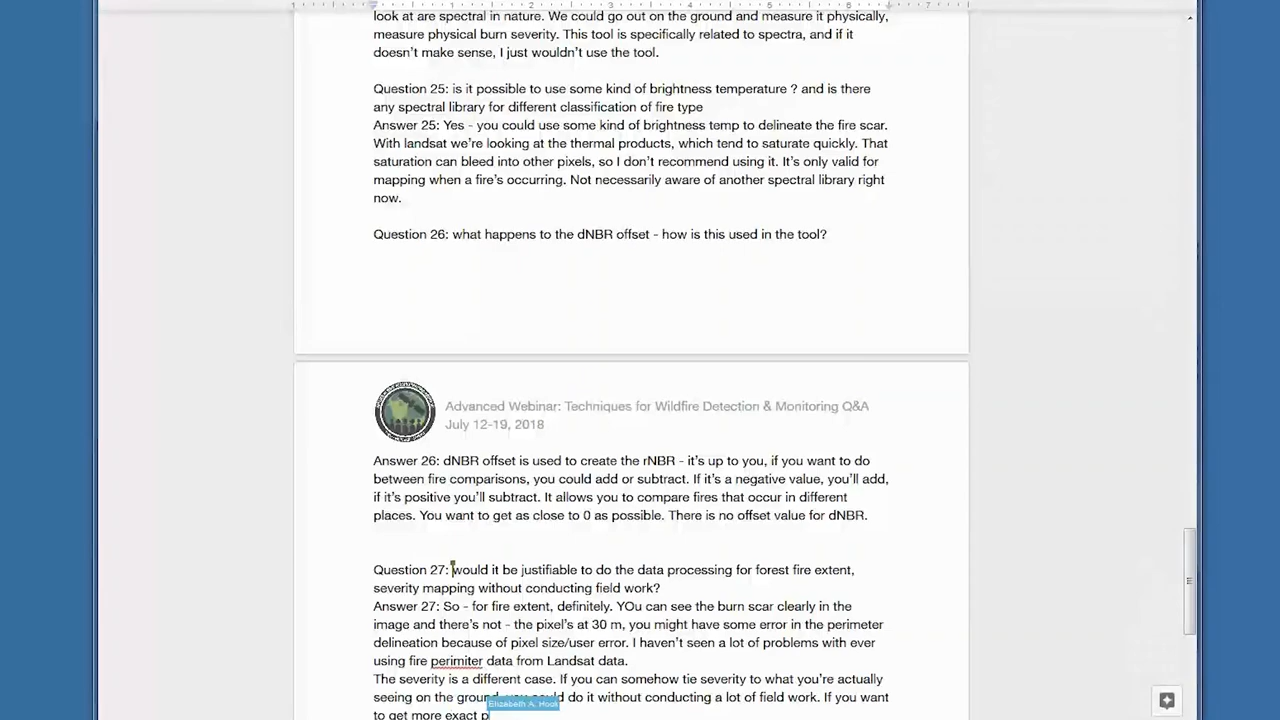 look at are spectral in nature. We could go out on the ground and measure it physically,
measure physical burn severity. This tool is specifically related to spectra, and if it
doesn't make sense, I just wouldn't use the tool.
Question 25: is it possible to use some kind of brightness temperature ? and is there
any spectral library for different classification of fire type
Answer 25: Yes - you could use some kind of brightness temp to delineate the fire scar.
With landsat we're looking at the thermal products, which tend to saturate quickly. That
saturation can bleed into other pixels, so I don't recommend using it. It's only valid for
mapping when a fire's occurring. Not necessarily aware of another spectral library right
now.
Question 26: what happens to the dNBR offset - how is this used in the tool?
Advanced Webinar: Techniques for Wildfire Detection & Monitoring Q&A
July 12-19, 2018
Answer 26: dNBR offset is used to create the rNBR - it's up to you, if you want to do
between fire comparisons, you could add or subtract. If it's a negative value, you'll add,
if it's positive you'll subtract. It allows you to compare fires that occur in different
places. You want to get as close to 0 as possible. There is no offset value for dNBR.
Question 27: would it be justifiable to do the data processing for forest fire extent,
severity mapping without conducting field work?
Answer 27: So - for fire extent, definitely. YOu can see the burn scar clearly in the
image and there's not - the pixel's at 30 m, you might have some error in the perimeter
delineation because of pixel size/user error. I haven't seen a lot of problems with ever
using fire perimiter data from Landsat data.
The severity is a different case. If you can somehow tie severity to what you're actually
seeing on the ground, you could do it without conducting a lot of field work. If you want
Elizabeth A. Hook
to get more exact p